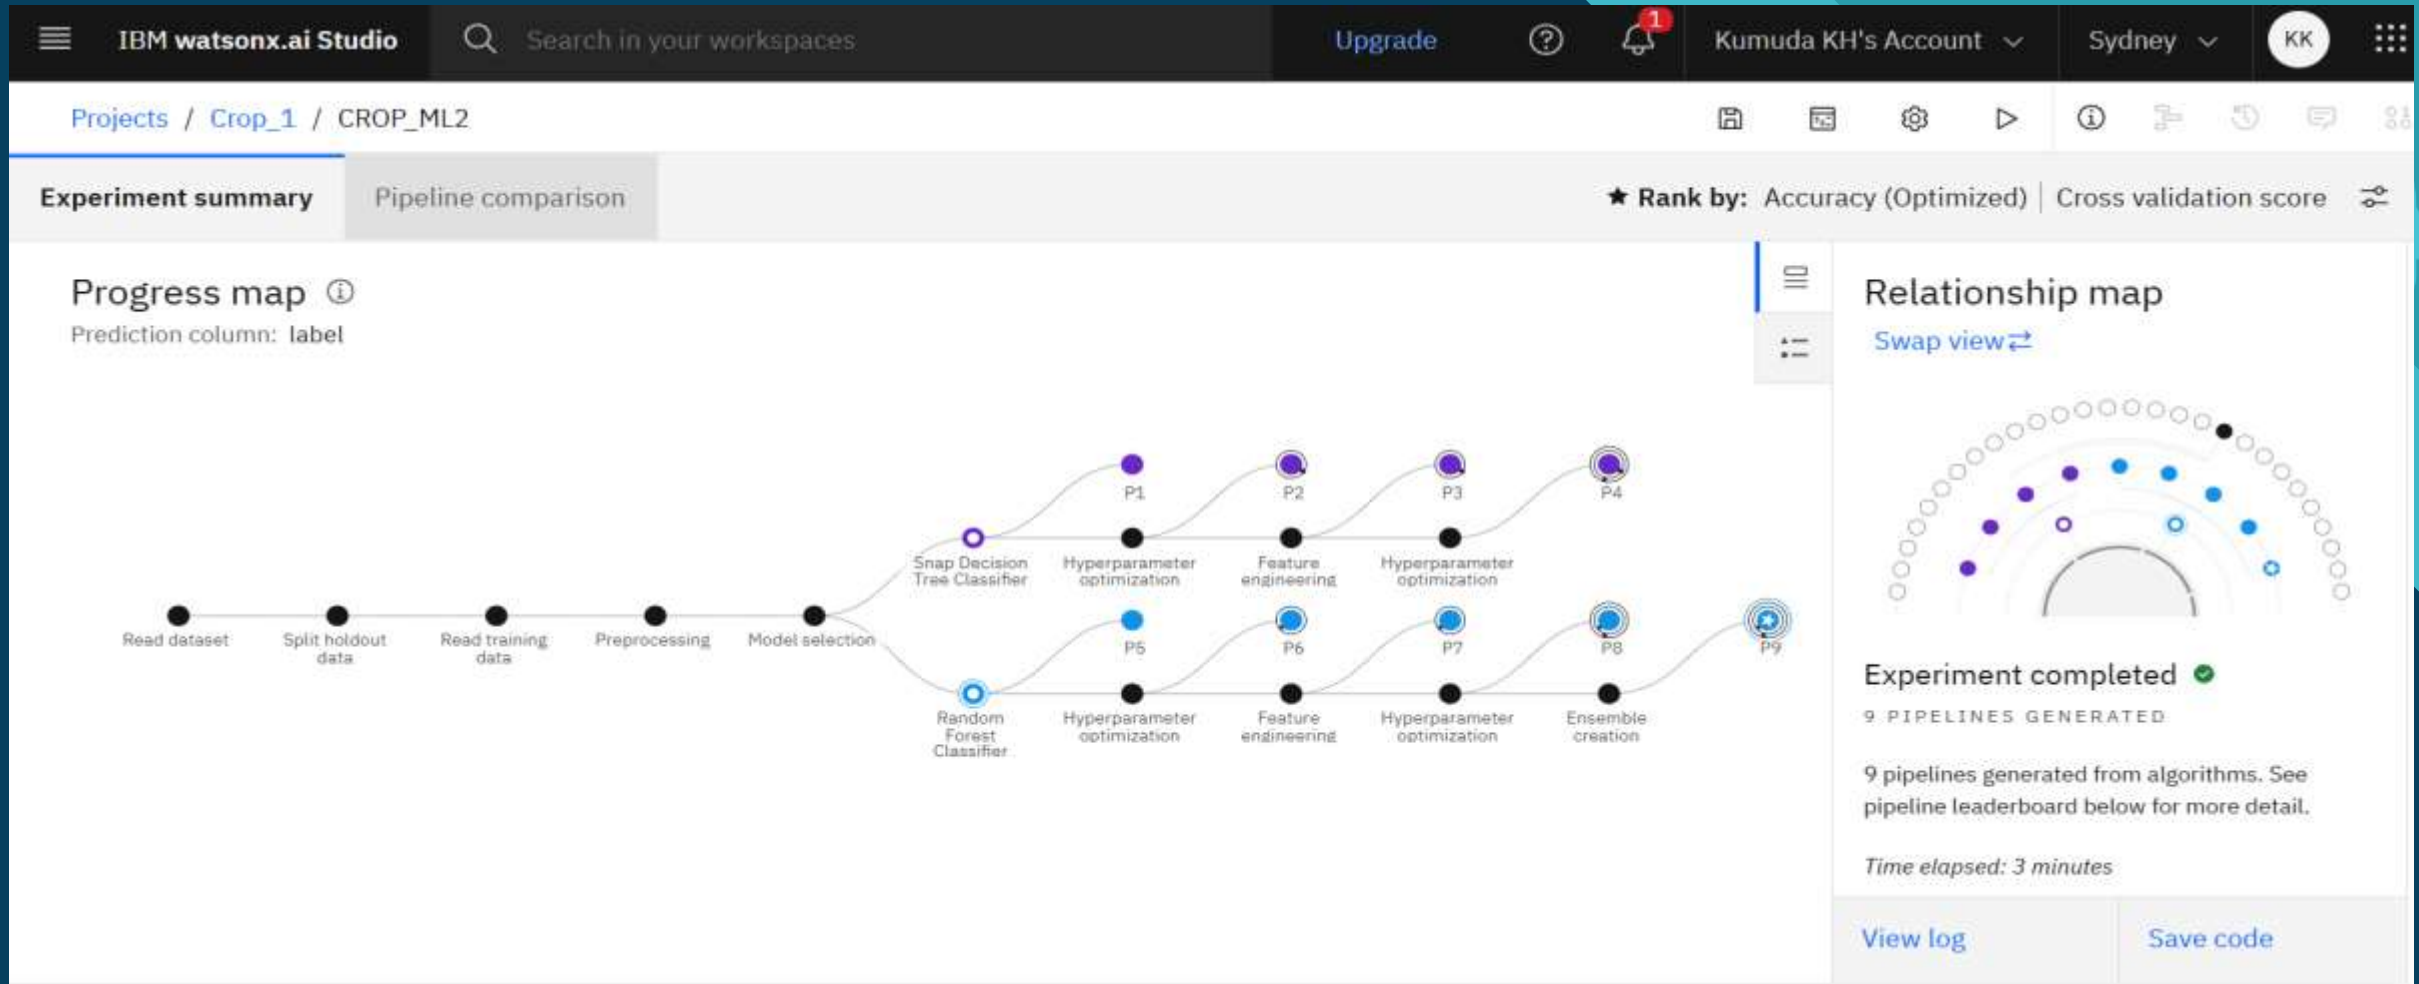 IBM watsonx.ai Studio
Search in your workspaces
Upgrade
1
Kumuda KH's Account
Sydney
KK
Projects / Crop_1 / CROP_ML2
Experiment summary
Pipeline comparison
★ Rank by: Accuracy (Optimized) | Cross validation score
Progress map
Prediction column: label
P1
P2
P3
P4
Snap Decision
Tree Classifier
Hyperparameter
optimization
Feature
engineering
Hyperparameter
optimization
Read dataset
Split holdout
data
Read training
data
Preprocessing
Model selection
P5
P6
P7
P8
P9
Random
Forest
Classifier
Hyperparameter
optimization
Feature
engineering
Hyperparameter
optimization
Ensemble
creation
Relationship map
Swap view
Experiment completed
9 PIPELINES GENERATED
9 pipelines generated from algorithms. See
pipeline leaderboard below for more detail.
Time elapsed: 3 minutes
View log
Save code